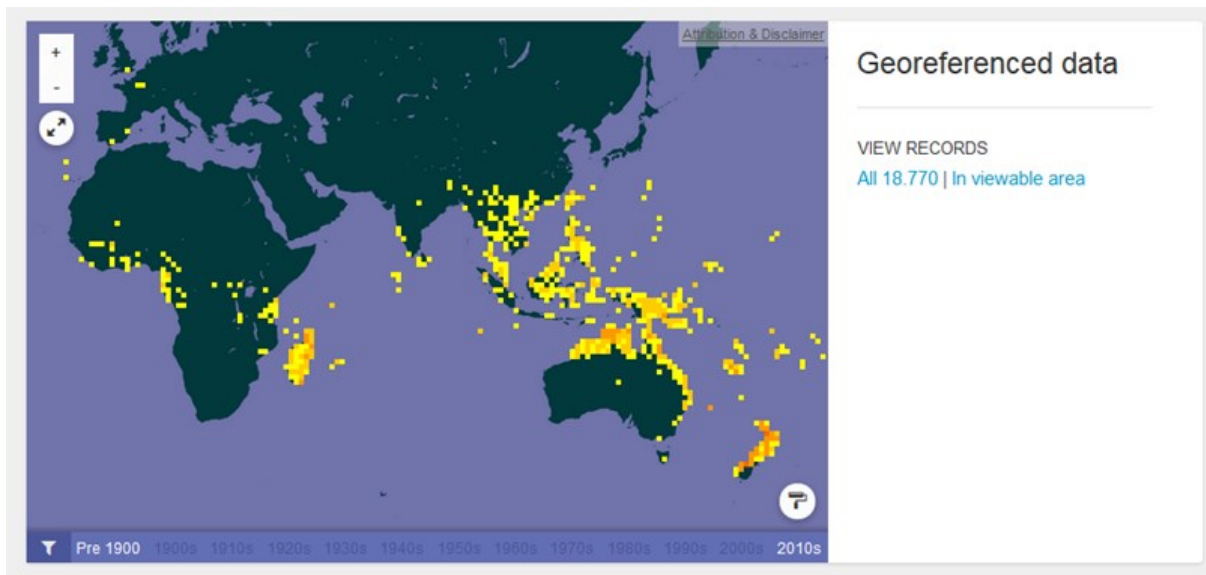 +
-
Attribution & Disclaimer
Georeferenced data
VIEW RECORDS
All 18.770 | In viewable area
Pre 1900 1900s 1910s 1920s 1930s 1940s 1950s 1960s 1970s 1980s 1990s 2000s 2010s